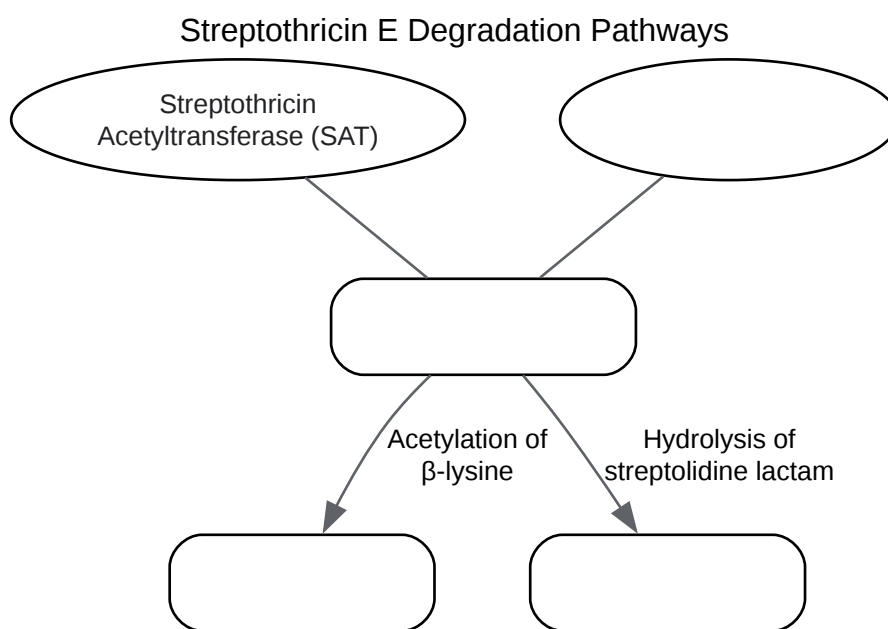 Streptothricin E Degradation Pathways
Streptothricin
Acetyltransferase (SAT)
Acetylation of
β-lysine
Hydrolysis of
streptolidine lactam